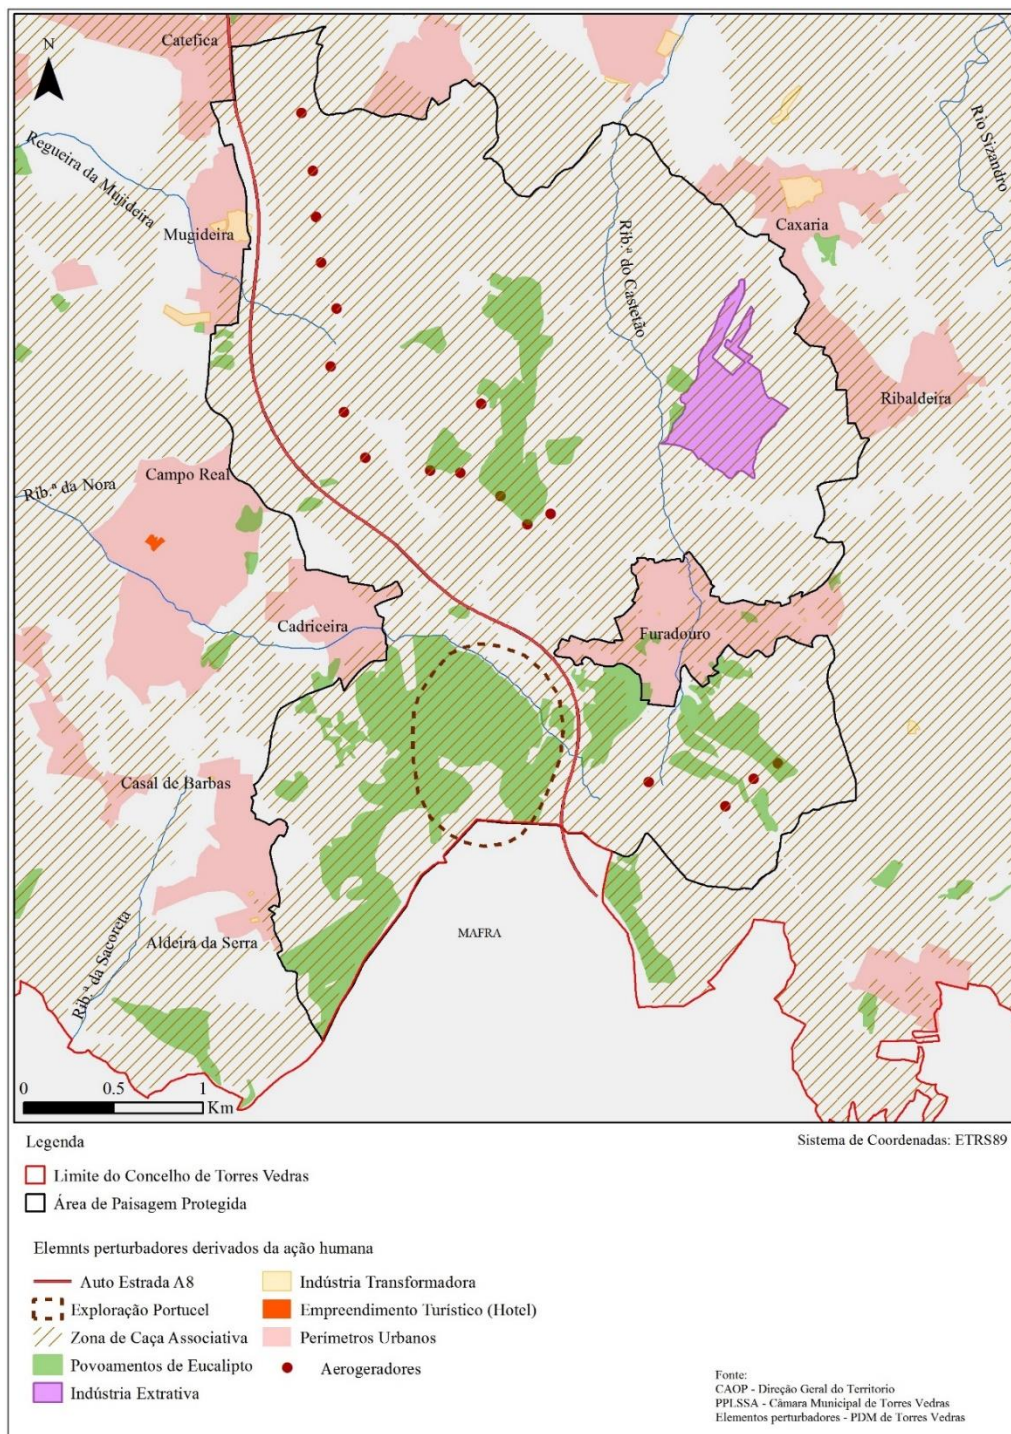 Catefica
N
Regueira da Mujideira
Rio Sizandro
Mugideira
Rib.ª do Castetão
Caxaria
Ribaldeira
Campo Real
Rib.ª da Nora
Cadriceira
Furadouro
Casal de Barbas
Rib.ª da Sacoreta
Aldeira da Serra
MAFRA
0 0.5 1
Km
Legenda
Sistema de Coordenadas: ETRS89
Limite do Concelho de Torres Vedras
Área de Paisagem Protegida
Elemnts perturbadores derivados da ação humana
Auto Estrada A8
Exploração Portucel
Zona de Caça Associativa
Povoamentos de Eucalipto
Indústria Extrativa
Indústria Transformadora
Empreendimento Turístico (Hotel)
Perímetros Urbanos
Aerogeradores
Fonte:
CAOP - Direção Geral do Territorio
PPLSSA - Câmara Municipal de Torres Vedras
Elementos perturbadores - PDM de Torres Vedras